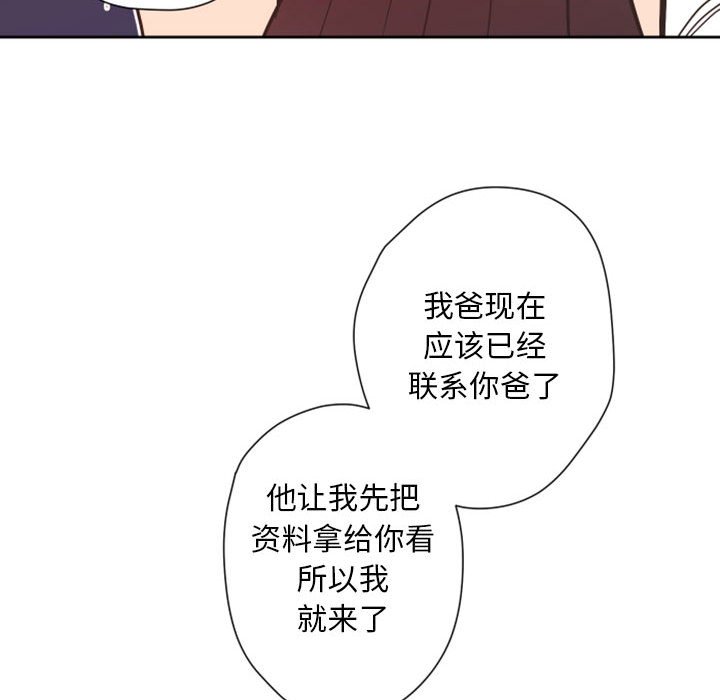 我爸现在
应该已经
联系你爸了
他让我先把
资料拿给你看
所以我
就来了